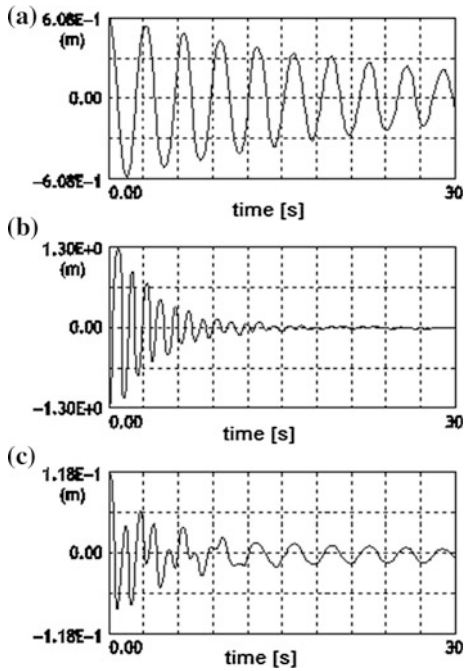 (a)
6.08E-1
(m)
0.00
-6.08E-1
0.00 30
time [s]
(b)
1.30E+0
(m)
0.00
-1.30E+0
0.00 30
time [s]
(c)
1.18E-1
(m)
0.00
-1.18E-1
0.00 30
time [s]